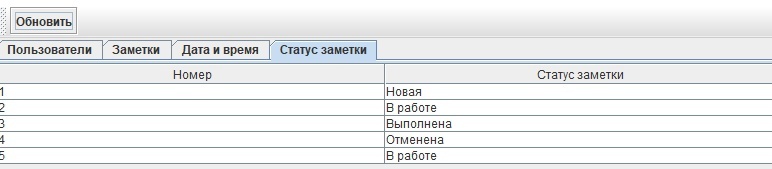 Обновить
Пользователи Заметки Дата и время Статус заметки
Номер Статус заметки
1 Новая
2 В работе
3 Выполнена
4 Отменена
5 В работе